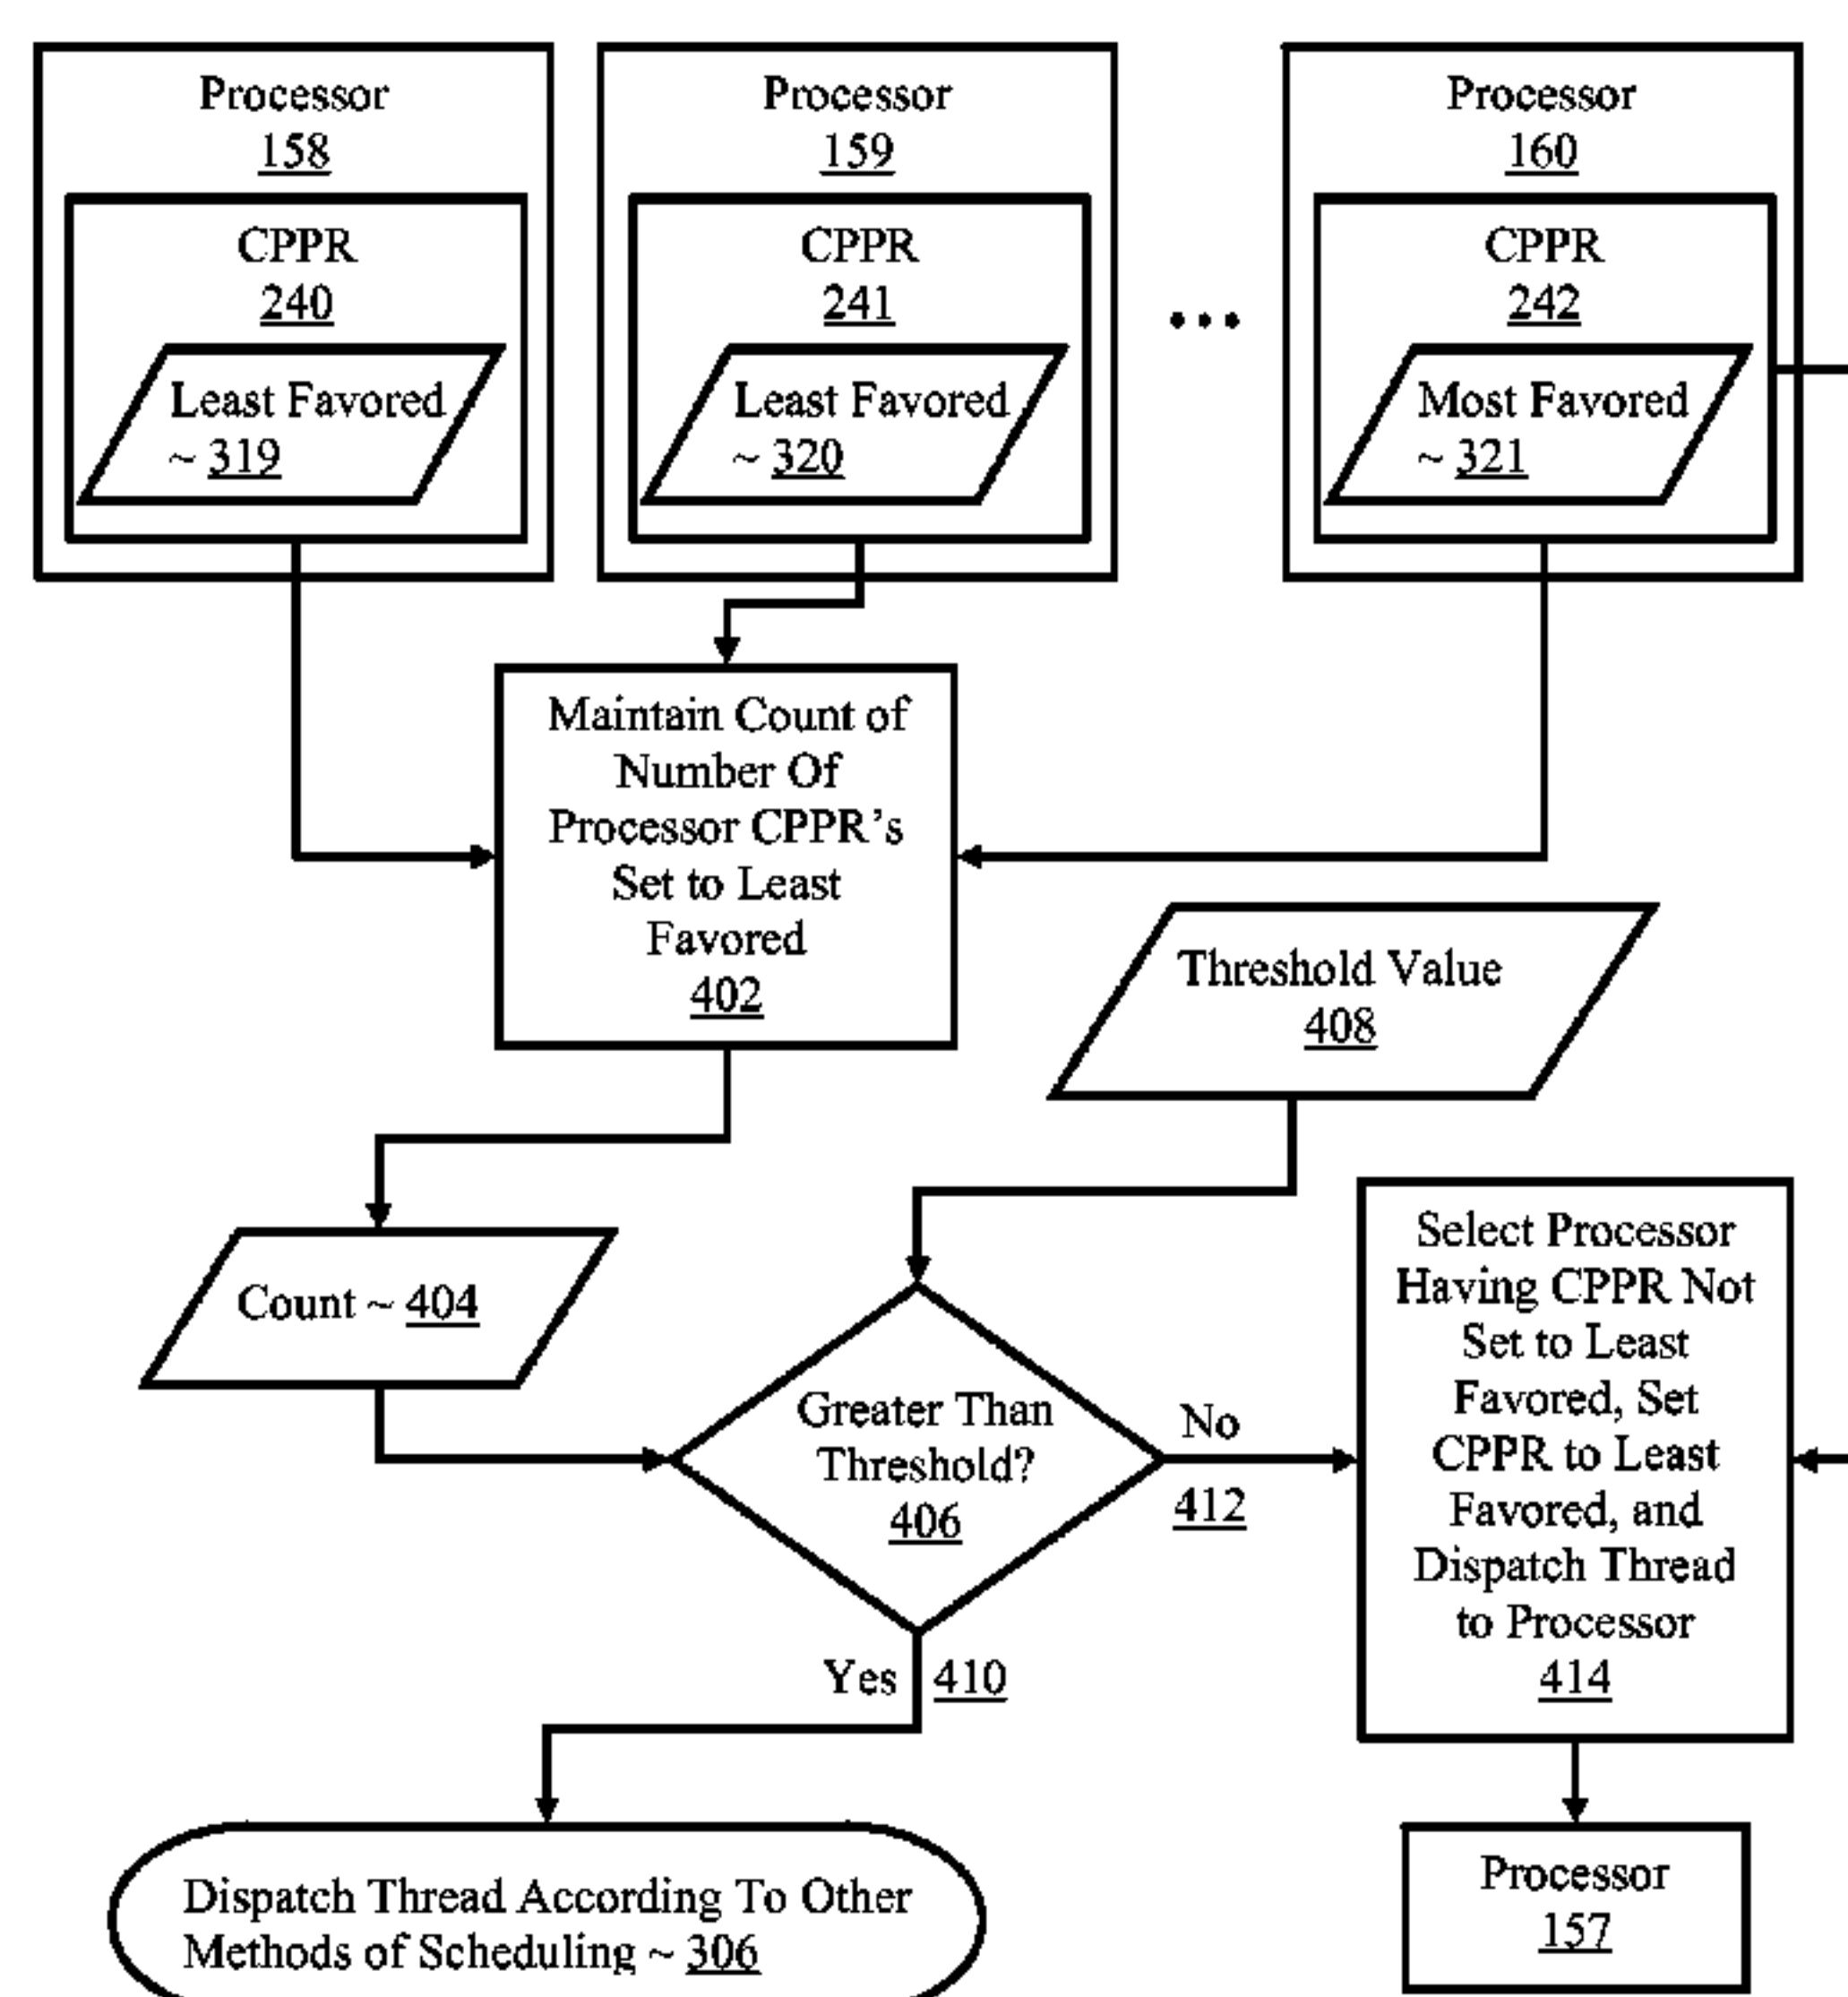 Processor
158
CPPR
240
Least Favored
~ 319
Processor
159
CPPR
241
Least Favored
~ 320
...
Processor
160
CPPR
242
Most Favored
~ 321
Maintain Count of
Number Of
Processor CPPR's
Set to Least
Favored
402
Threshold Value
408
Count ~ 404
Greater Than
Threshold?
406
No
412
Yes 410
Select Processor
Having CPPR Not
Set to Least
Favored, Set
CPPR to Least
Favored, and
Dispatch Thread
to Processor
414
Dispatch Thread According To Other
Methods of Scheduling ~ 306
Processor
157